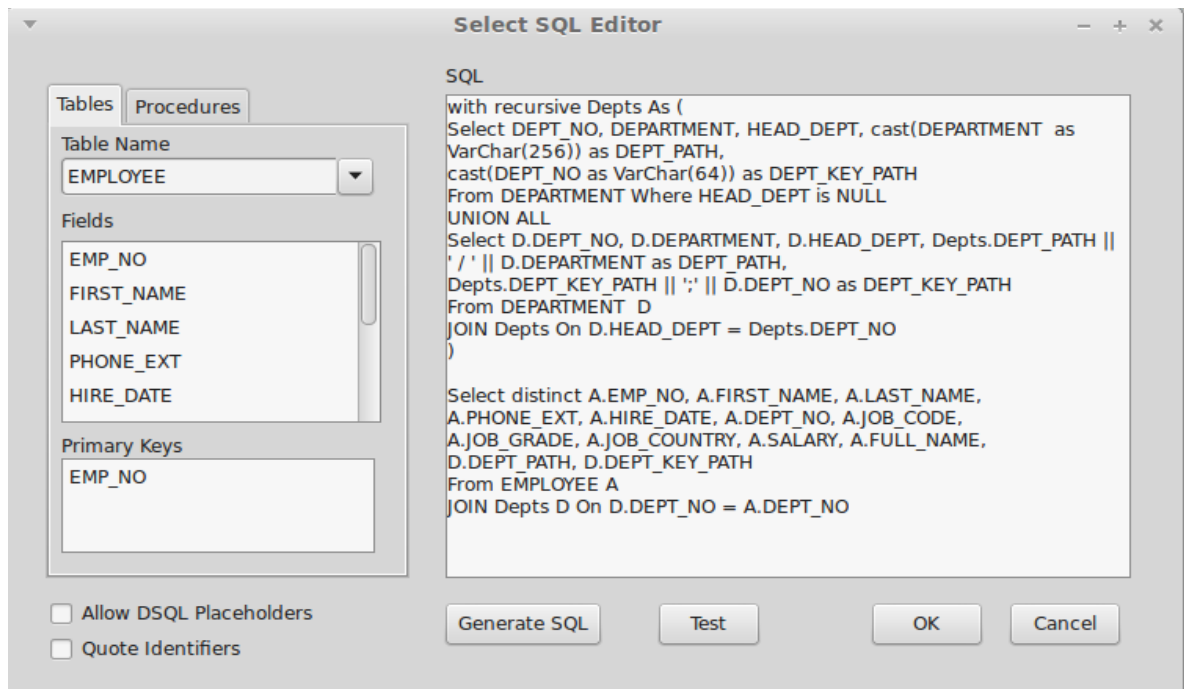 Select SQL Editor
Tables
Procedures
Table Name
EMPLOYEE
Fields
EMP_NO
FIRST_NAME
LAST_NAME
PHONE_EXT
HIRE_DATE
Primary Keys
EMP_NO
Allow DSQL Placeholders
Quote Identifiers
SQL
with recursive Depts As (
Select DEPT_NO, DEPARTMENT, HEAD_DEPT, cast(DEPARTMENT  as
VarChar(256)) as DEPT_PATH,
cast(DEPT_NO as VarChar(64)) as DEPT_KEY_PATH
From DEPARTMENT Where HEAD_DEPT is NULL
UNION ALL
Select D.DEPT_NO, D.DEPARTMENT, D.HEAD_DEPT, Depts.DEPT_PATH ||
' / ' || D.DEPARTMENT as DEPT_PATH,
Depts.DEPT_KEY_PATH || ';' || D.DEPT_NO as DEPT_KEY_PATH
From DEPARTMENT  D
JOIN Depts On D.HEAD_DEPT = Depts.DEPT_NO
)
Select distinct A.EMP_NO, A.FIRST_NAME, A.LAST_NAME,
A.PHONE_EXT, A.HIRE_DATE, A.DEPT_NO, A.JOB_CODE,
A.JOB_GRADE, A.JOB_COUNTRY, A.SALARY, A.FULL_NAME,
D.DEPT_PATH, D.DEPT_KEY_PATH
From EMPLOYEE A
JOIN Depts D On D.DEPT_NO = A.DEPT_NO
Generate SQL
Test
OK
Cancel